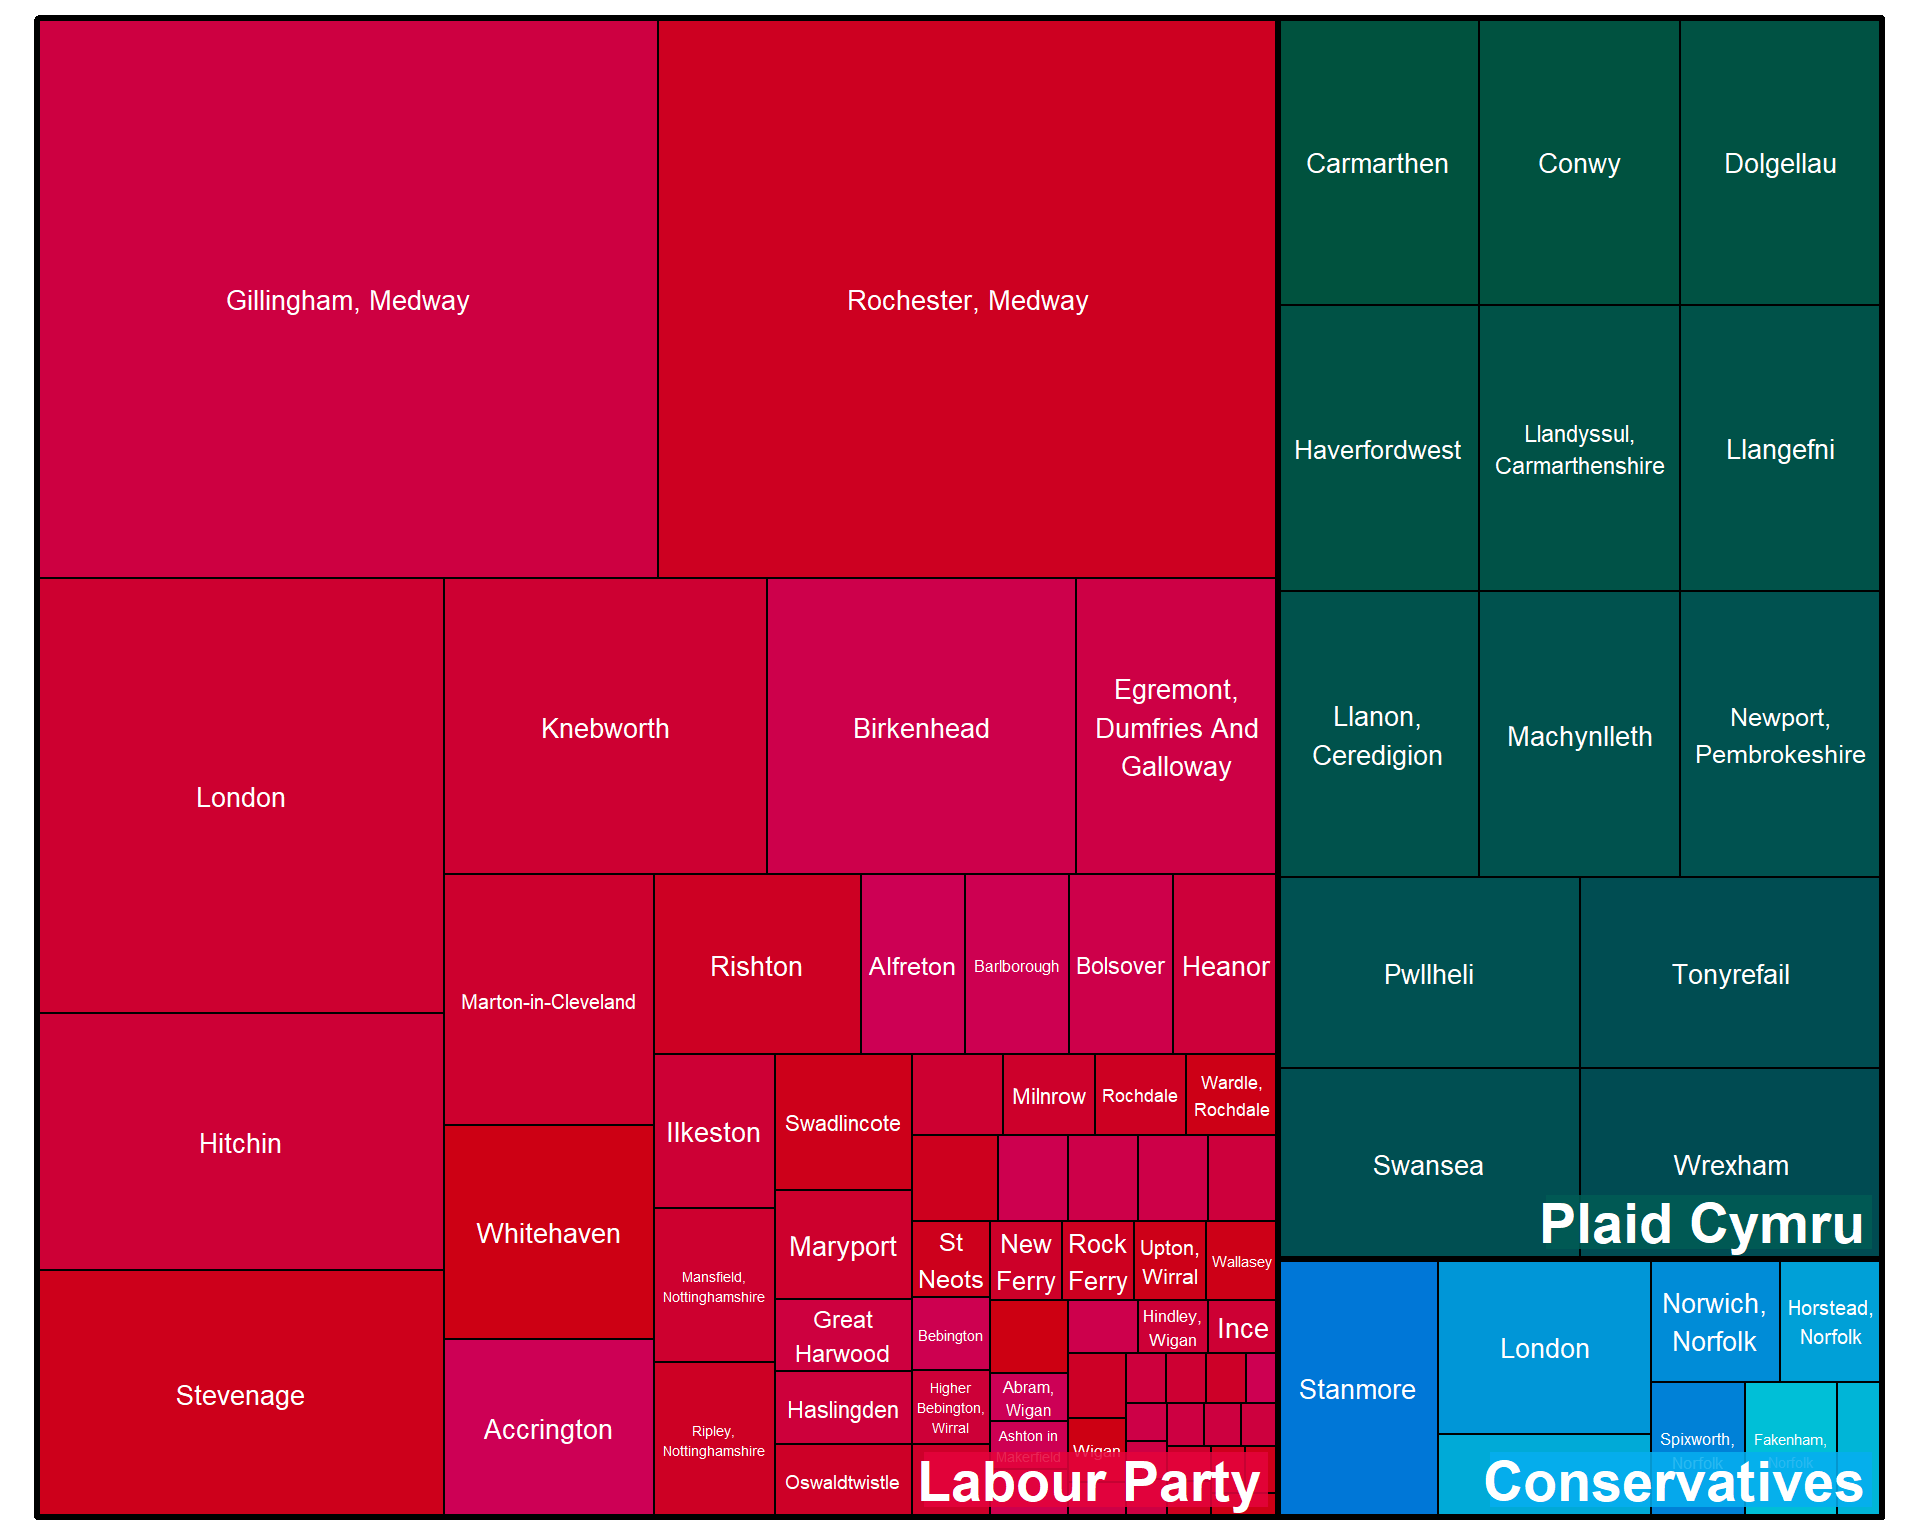 Gillingham, Medway
Rochester, Medway
Carmarthen
Conwy
Dolgellau
Haverfordwest
Llandyssul,
Carmarthenshire
Llangefni
London
Knebworth
Birkenhead
Egremont,
Dumfries And
Galloway
Llanon,
Ceredigion
Machynlleth
Newport,
Pembrokeshire
Marton-in-Cleveland
Rishton
Alfreton
Barlborough
Bolsover
Heanor
Pwllheli
Tonyrefail
Hitchin
Ilkeston
Swadlincote
Milnrow
Rochdale
Wardle,
Rochdale
Swansea
Wrexham
Plaid Cymru
Whitehaven
Mansfield,
Nottinghamshire
Maryport
St
Neots
New
Ferry
Rock
Ferry
Upton,
Wirral
Wallasey
Great
Harwood
Bebington
Hindley,
Wigan
Ince
Stevenage
Accrington
Ripley,
Nottinghamshire
Haslingden
Higher
Bebington,
Wirral
Abram,
Wigan
Ashton in
Makerfield
Wigan
Oswaldtwistle
Labour Party
Stanmore
London
Norwich,
Norfolk
Horstead,
Norfolk
Spixworth,
Norfolk
Fakenham,
Norfolk
Conservatives